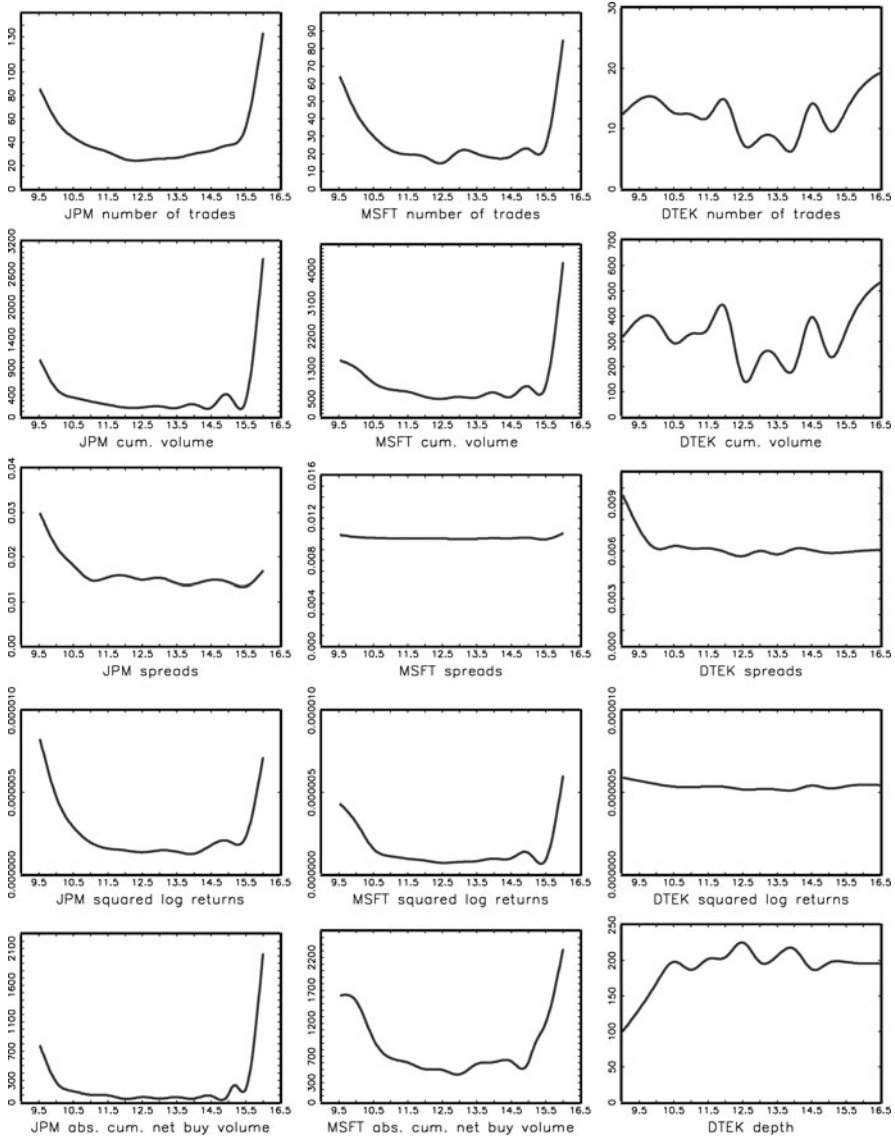 0 20 40 60 80 100 130
9.5 10.5 11.5 12.5 13.5 14.5 15.5 16.5
JPM number of trades
0 10 20 30 40 50 60 70 80 90
9.5 10.5 11.5 12.5 13.5 14.5 15.5 16.5
MSFT number of trades
0 10 20 30
9.5 10.5 11.5 12.5 13.5 14.5 15.5 16.5
DTEK number of trades
0 400 900 1400 2000 2600 3200
9.5 10.5 11.5 12.5 13.5 14.5 15.5 16.5
JPM cum. volume
0 500 1300 2200 3100 4000
9.5 10.5 11.5 12.5 13.5 14.5 15.5 16.5
MSFT cum. volume
0 100 200 300 400 500 600 700
9.5 10.5 11.5 12.5 13.5 14.5 15.5 16.5
DTEK cum. volume
0.00 0.01 0.02 0.03 0.04
9.5 10.5 11.5 12.5 13.5 14.5 15.5 16.5
JPM spreads
0.000 0.004 0.008 0.012 0.016
9.5 10.5 11.5 12.5 13.5 14.5 15.5 16.5
MSFT spreads
0.000 0.003 0.006 0.009
9.5 10.5 11.5 12.5 13.5 14.5 15.5 16.5
DTEK spreads
0.000000 0.000005 0.000010
9.5 10.5 11.5 12.5 13.5 14.5 15.5 16.5
JPM squared log returns
0.000000 0.000005 0.000010
9.5 10.5 11.5 12.5 13.5 14.5 15.5 16.5
MSFT squared log returns
0.000000 0.000005 0.000010
9.5 10.5 11.5 12.5 13.5 14.5 15.5 16.5
DTEK squared log returns
0 300 700 1200 1600 2100
9.5 10.5 11.5 12.5 13.5 14.5 15.5 16.5
JPM abs. cum. net buy volume
0 300 700 1200 1700 2200
9.5 10.5 11.5 12.5 13.5 14.5 15.5 16.5
MSFT abs. cum. net buy volume
0 50 100 150 200 250
9.5 10.5 11.5 12.5 13.5 14.5 15.5 16.5
DTEK depth